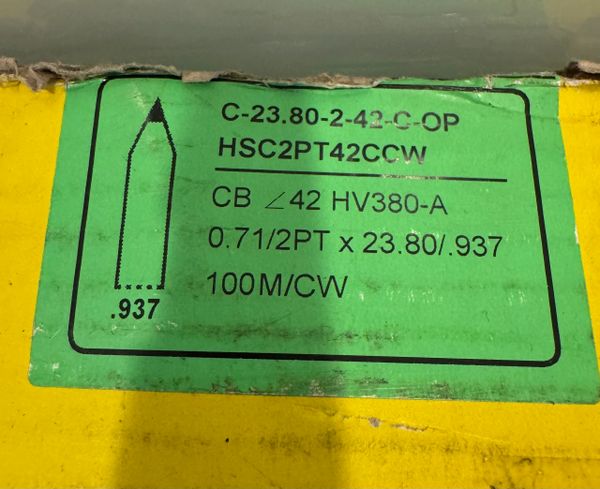 C-23.80-2-42-C-OP
HSC2PT42CCW
CB ∠42 HV380-A
0.71/2PT x 23.80/.937
100M/CW
.937